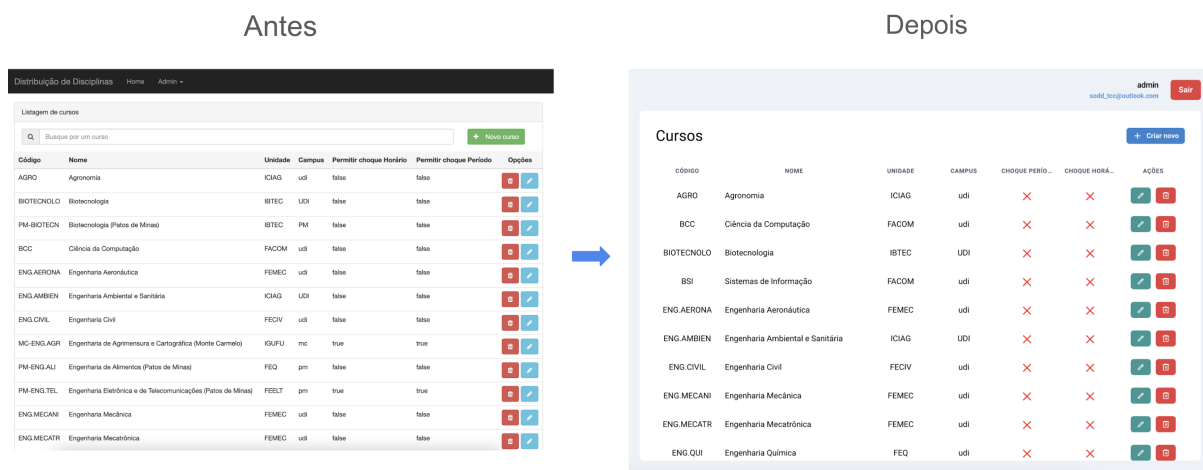 Antes
Distribuição de Disciplinas Home Admin
Listagem de cursos
Busque por um curso
+ Novo curso
Código Nome Unidade Campus Permitir choque Horário Permitir choque Período Opções
AGRO Agronomia ICIAG udi false false
BIOTECNOLO Biotecnologia IBTEC UDI false false
PM-BIOTECN Biotecnologia (Patos de Minas) IBTEC PM false false
BCC Ciência da Computação FACOM udi false false
ENG.AERONA Engenharia Aeronáutica FEMEC udi false false
ENG.AMBIEN Engenharia Ambiental e Sanitária ICIAG UDI false false
ENG.CIVIL Engenharia Civil FECIV udi false false
MC-ENG.AGR Engenharia de Agrimensura e Cartográfica (Monte Carmelo) IGUFU mc true true
PM-ENG.ALI Engenharia de Alimentos (Patos de Minas) FEQ pm false false
PM-ENG.TEL Engenharia Eletrônica e de Telecomunicações (Patos de Minas) FEELT pm true true
ENG.MECANI Engenharia Mecânica FEMEC udi false false
ENG.MECATR Engenharia Mecatrônica FEMEC udi false false
Depois
admin
sodd_tcc@outlook.com
Sair
Cursos
+ Criar novo
CÓDIGO NOME UNIDADE CAMPUS CHOQUE PERÍO... CHOQUE HORÁ... AÇÕES
AGRO Agronomia ICIAG udi
BCC Ciência da Computação FACOM udi
BIOTECNOLO Biotecnologia IBTEC UDI
BSI Sistemas de Informação FACOM udi
ENG.AERONA Engenharia Aeronáutica FEMEC udi
ENG.AMBIEN Engenharia Ambiental e Sanitária ICIAG UDI
ENG.CIVIL Engenharia Civil FECIV udi
ENG.MECANI Engenharia Mecânica FEMEC udi
ENG.MECATR Engenharia Mecatrônica FEMEC udi
ENG.QUI Engenharia Química FEQ udi